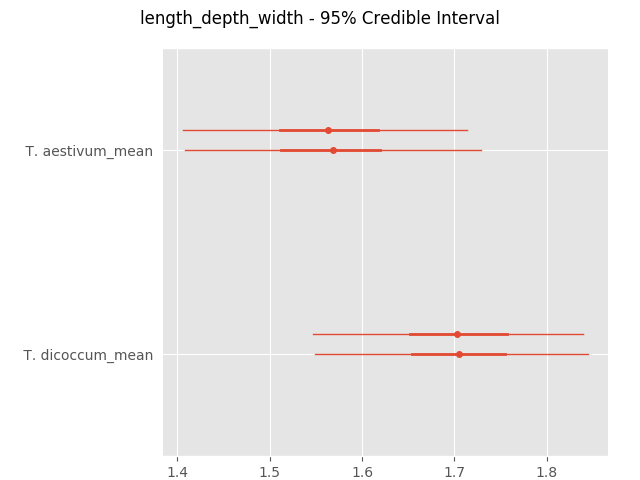 length_depth_width - 95% Credible Interval
T. aestivum_mean
T. dicoccum_mean
1.4 1.5 1.6 1.7 1.8